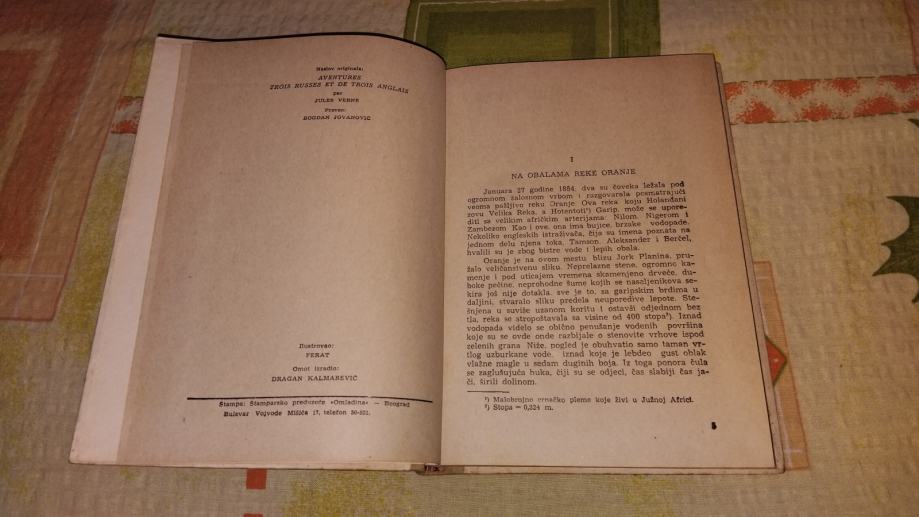 Naslov originala:
AVENTURES
TROIS RUSSES ET DE TROIS ANGLAIS
par
JULES VERNE
Preveo:
BOGDAN JOVANOVIĆ
Ilustrovao:
FERAT
Omot izradio:
DRAGAN KALMAREVIĆ
Štampa: Štamparsko preduzeće »Omladina« — Beograd
Bulevar Vojvode Mišića 17, telefon 50-801.
I
NA OBALAMA REKE ORANJE
Januara 27 godine 1854, dva su čoveka ležala pod
ogromnom žalosnom vrbom i razgovarala posmatrajući
veoma pažljivo reku Oranje. Ova reka koju Holanđani
zovu Velika Reka, a Hotentoti¹) Garip, može se upore-
diti sa velikim afričkim arterijama: Nilom, Nigerom i
Zambezom. Kao i ove, ona ima bujice, brzake, vodopade.
Nekoliko engleskih istraživača, čija su imena poznata na
jednom delu njena toka, Tamson, Aleksander i Berčel,
hvalili su je zbog bistre vode i lepih obala.
Oranje je na ovom mestu blizu Jork Planina, pru-
žalo veličanstvenu sliku. Neprelazne stene, ogromno ka-
menje i pod uticajem vremena skamenjeno drveće, du-
boke pećine, neprohodne šume kojih se nasaljenikova se-
kira još nije dotakla, sve je to, sa garipskim brdima u
daljini, stvaralo sliku predela neuporedive lepote. Ste-
šnjena u suviše uzanom koritu i ostavši odjednom bez
tla, reka se stropoštavala sa visine od 400 stopa²). Iznad
vodopada videlo se obično penušanje vodenih površina
koje su se ovde onde razbijale o stenovite vrhove ispod
zelenih grana Niže, pogled je obuhvatio samo taman vr-
tlog uzburkane vode, iznad koje je lebdeo gust oblak
vlažne magle u sedam duginih boja. Iz toga ponora čula
se zaglušujuća huka, čiji su se odjeci, čas slabiji čas ja-
či, širili dolinom.
¹) Malobrojno crnačko pleme koje živi u Južnoj Africi.
²) Stopa = 0,324 m.
5